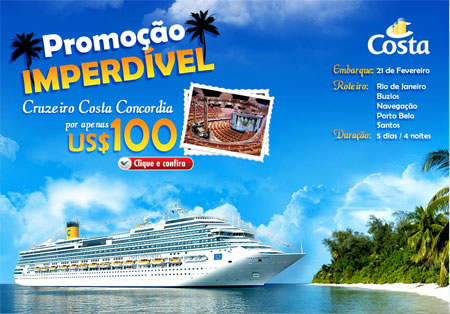 Promoção
IMPERDÍVEL
Cruzeiro Costa Concordia
por apenas
US$100
Clique e confira
Costa
Embarque: 21 de Fevereiro
Roteiro: Rio de Janeiro
Buzios
Navegação
Porto Belo
Santos
Duração: 5 dias / 4 noites